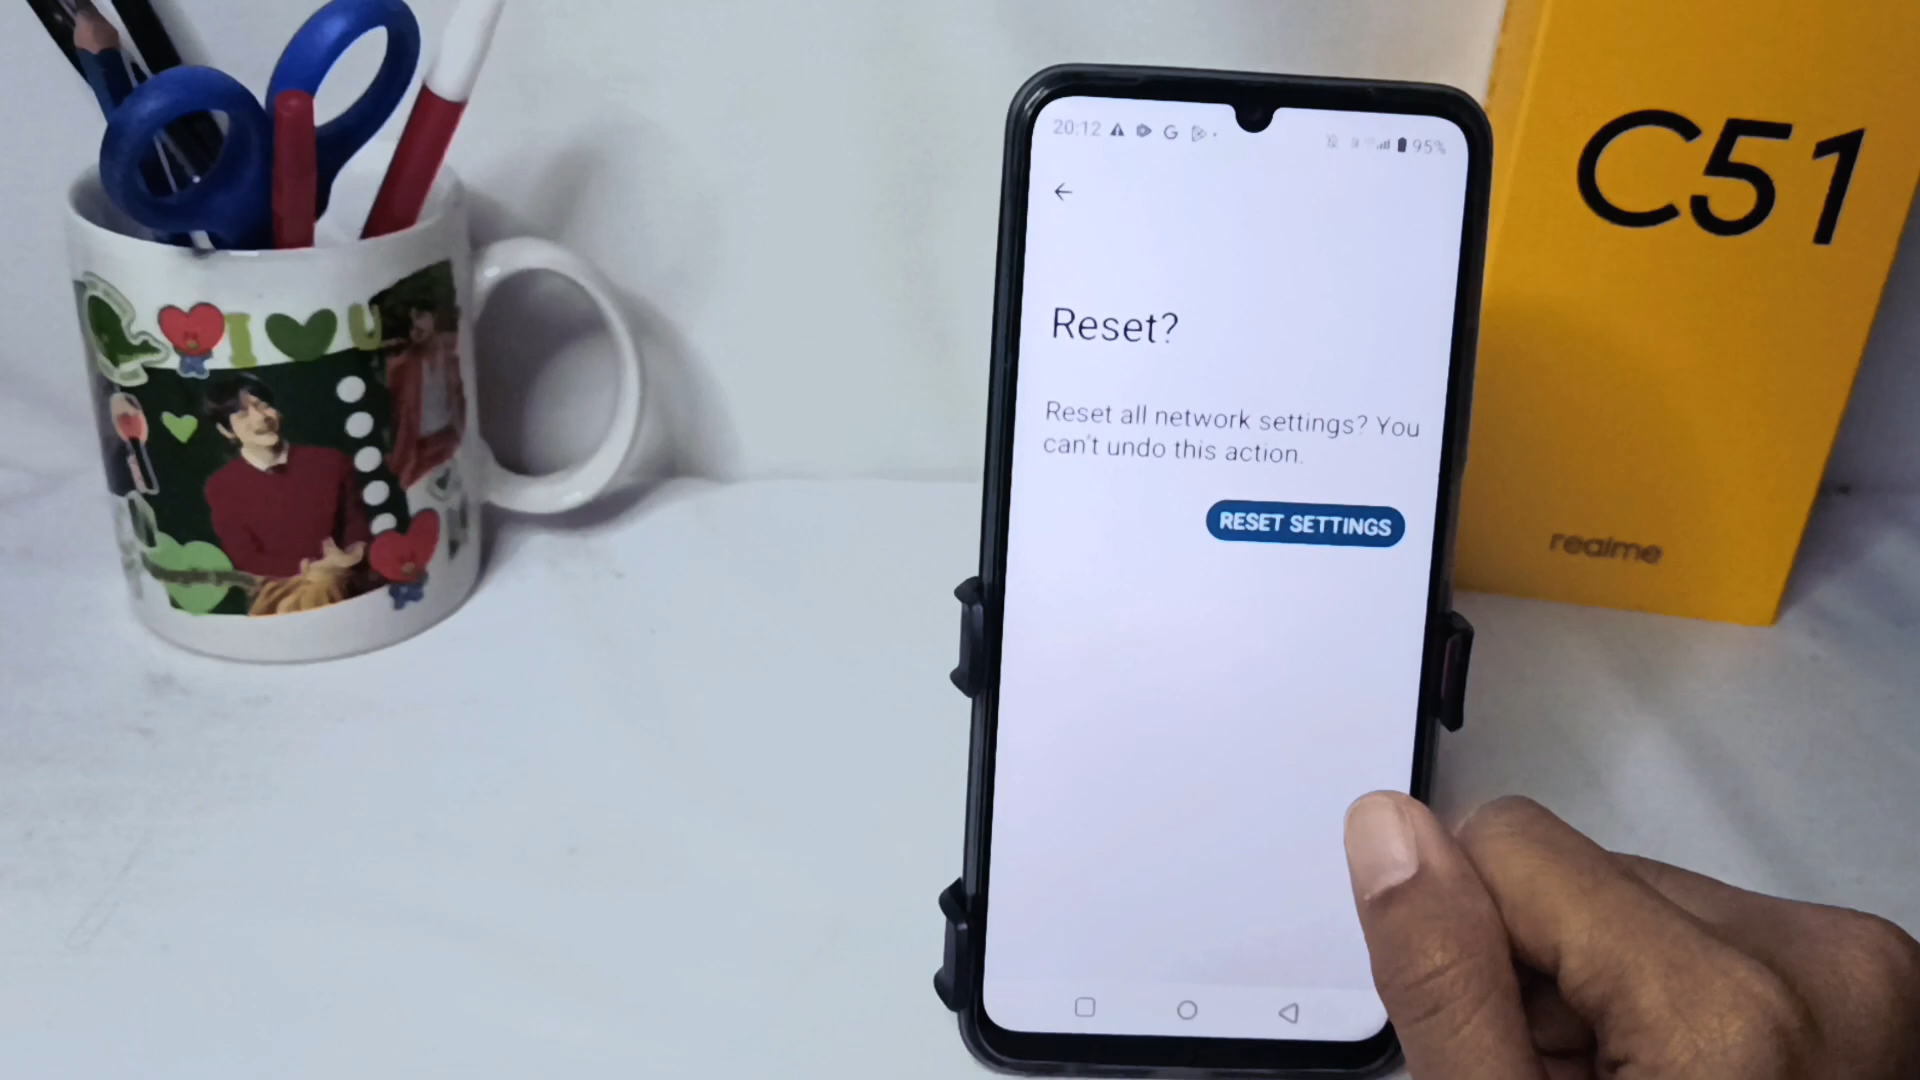 I U
20:12
G
95%
Reset?
Reset all network settings? You
can't undo this action.
RESET SETTINGS
C51
realme